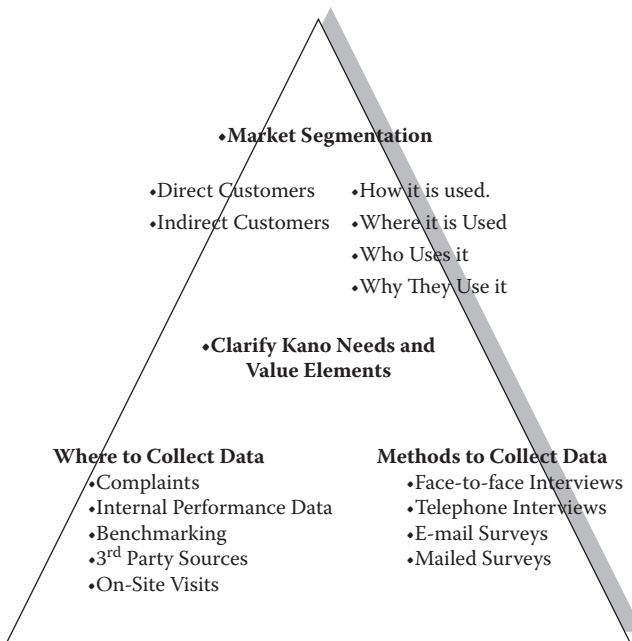 •Market Segmentation
•Direct Customers
•Indirect Customers
•How it is used.
•Where it is Used
•Who Uses it
•Why They Use it
•Clarify Kano Needs and
Value Elements
Where to Collect Data
•Complaints
•Internal Performance Data
•Benchmarking
•3rd Party Sources
•On-Site Visits
Methods to Collect Data
•Face-to-face Interviews
•Telephone Interviews
•E-mail Surveys
•Mailed Surveys